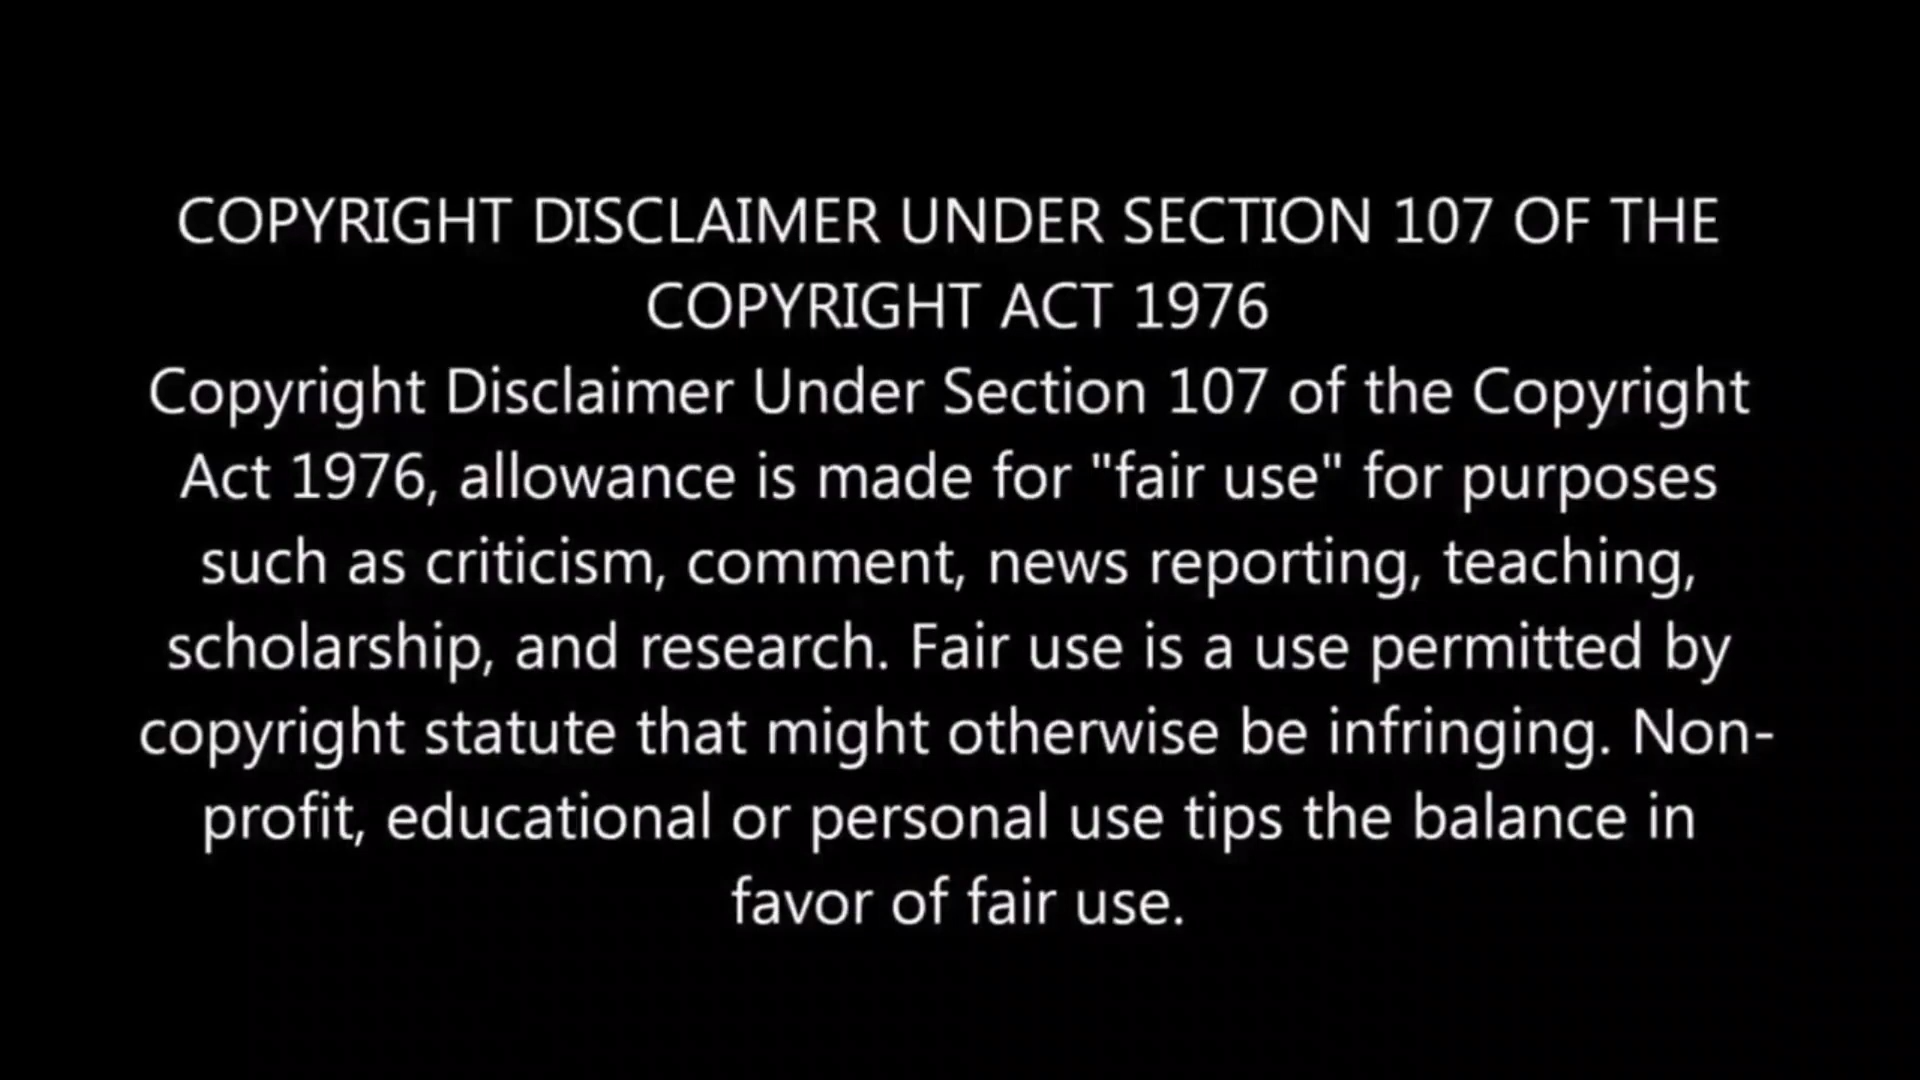 COPYRIGHT DISCLAIMER UNDER SECTION 107 OF THE
COPYRIGHT ACT 1976
Copyright Disclaimer Under Section 107 of the Copyright
Act 1976, allowance is made for "fair use" for purposes
such as criticism, comment, news reporting, teaching,
scholarship, and research. Fair use is a use permitted by
copyright statute that might otherwise be infringing. Non-
profit, educational or personal use tips the balance in
favor of fair use.